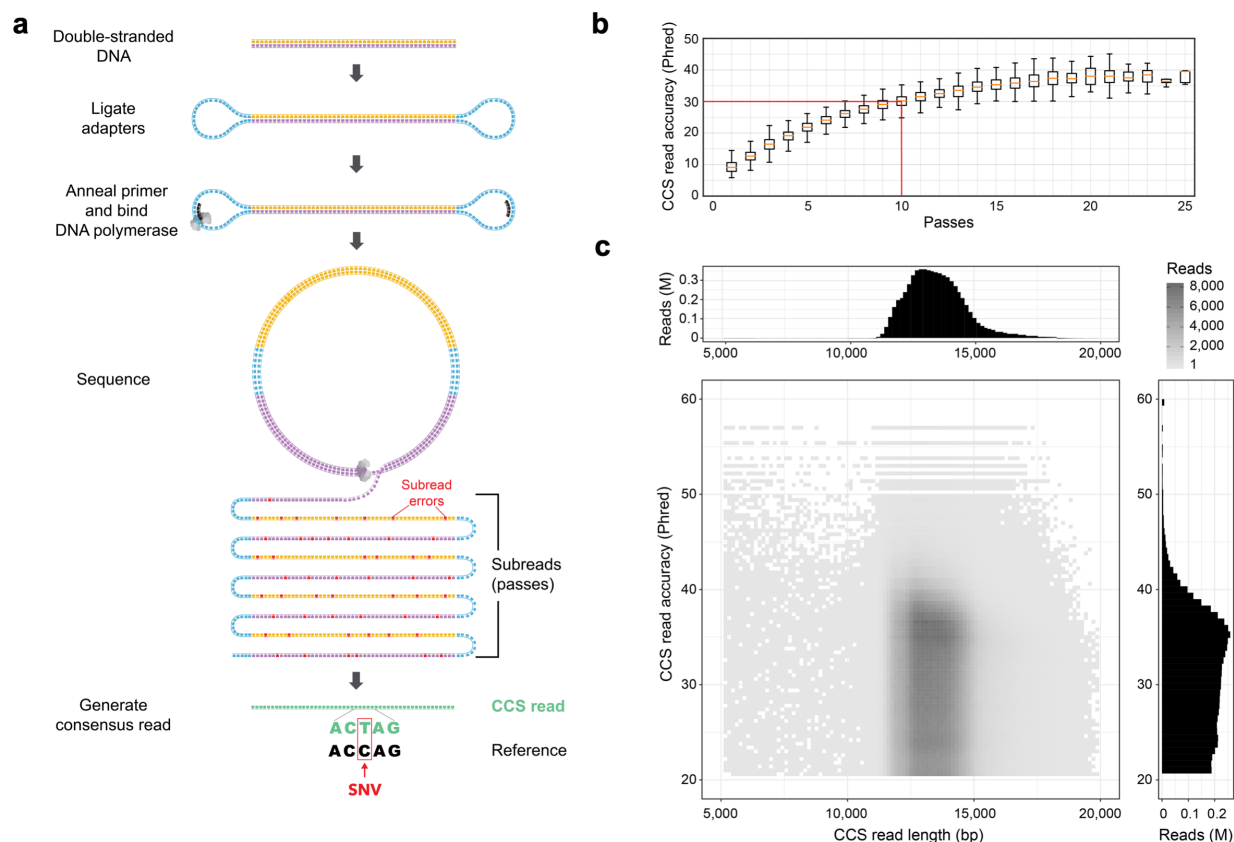 a
Double-stranded
DNA
Ligate
adapters
Anneal primer
and bind
DNA polymerase
Sequence
Subread
errors
Subreads
(passes)
Generate
consensus read
CCS read
ACTAG
ACCAG
Reference
SNV
b
CCS read accuracy (Phred)
50
40
30
20
10
0
0 5 10 15 20 25
Passes
c
Reads (M)
0.3
0.2
0.1
0
5,000 10,000 15,000 20,000
Reads
8,000
6,000
4,000
2,000
1
CCS read accuracy (Phred)
60
50
40
30
20
5,000 10,000 15,000 20,000
CCS read length (bp)
60
50
40
30
20
0 0.1 0.2
Reads (M)